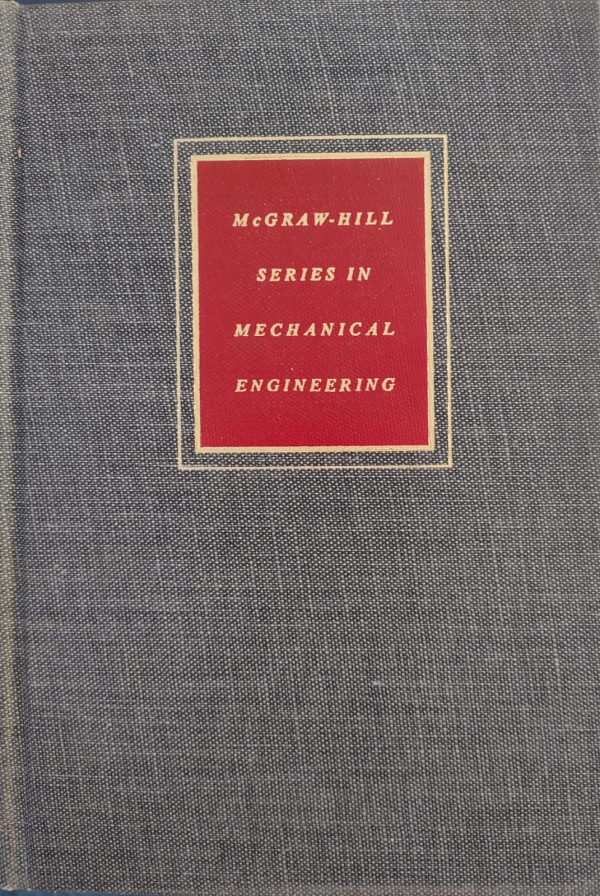 McGRAW-HILL
SERIES IN
MECHANICAL
ENGINEERING